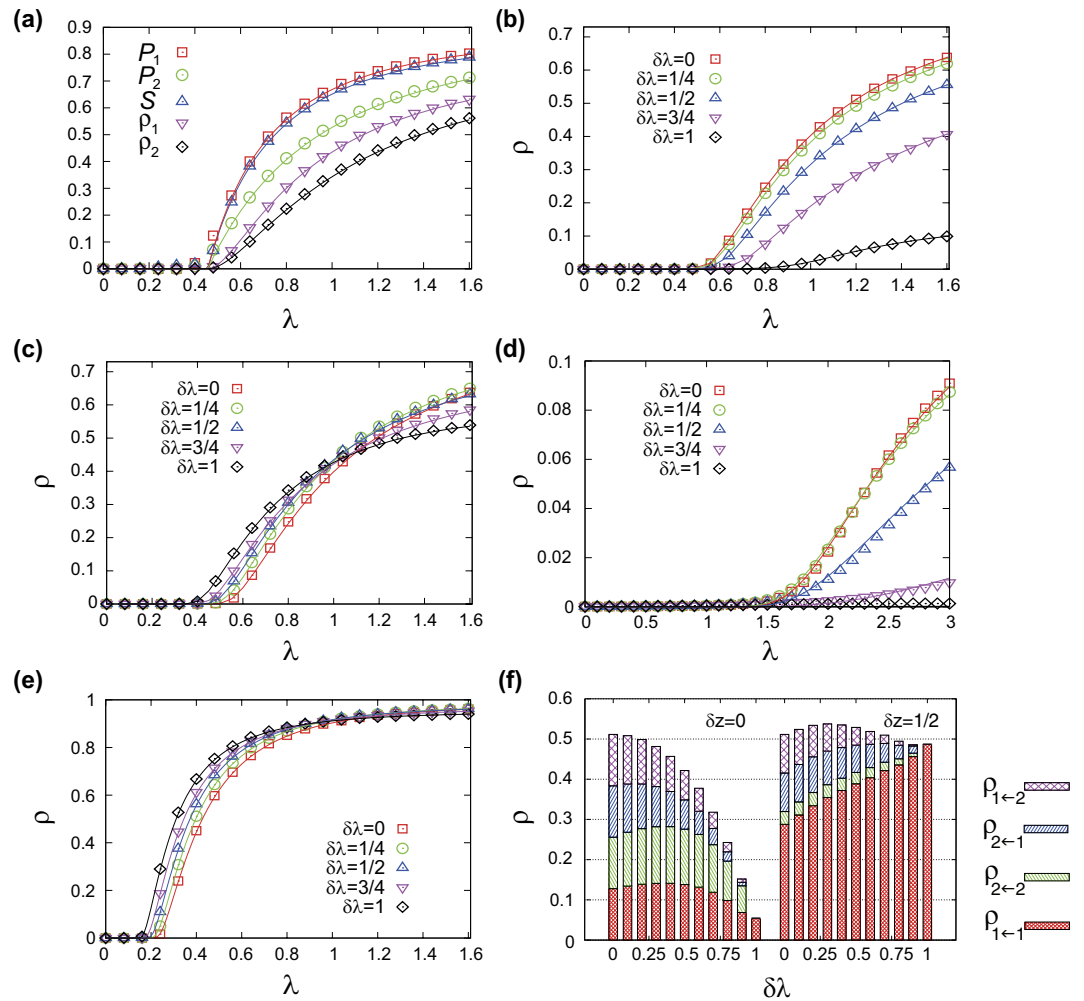 (a)
0.9
0.8
0.7
0.6
0.5
0.4
0.3
0.2
0.1
0
P₁
P₂
S
ρ₁
ρ₂
0 0.2 0.4 0.6 0.8 1 1.2 1.4 1.6
λ
(b)
ρ
0.7
0.6
0.5
0.4
0.3
0.2
0.1
0
δλ=0
δλ=1/4
δλ=1/2
δλ=3/4
δλ=1
0 0.2 0.4 0.6 0.8 1 1.2 1.4 1.6
λ
(c)
ρ
0.7
0.6
0.5
0.4
0.3
0.2
0.1
0
δλ=0
δλ=1/4
δλ=1/2
δλ=3/4
δλ=1
0 0.2 0.4 0.6 0.8 1 1.2 1.4 1.6
λ
(d)
ρ
0.1
0.08
0.06
0.04
0.02
0
δλ=0
δλ=1/4
δλ=1/2
δλ=3/4
δλ=1
0 0.5 1 1.5 2 2.5 3
λ
(e)
ρ
1
0.8
0.6
0.4
0.2
0
δλ=0
δλ=1/4
δλ=1/2
δλ=3/4
δλ=1
0 0.2 0.4 0.6 0.8 1 1.2 1.4 1.6
λ
(f)
ρ
0.6
0.5
0.4
0.3
0.2
0.1
0
δz=0 δz=1/2
0 0.25 0.5 0.75 1 0 0.25 0.5 0.75 1
δλ
ρ₁←₂
ρ₂←₁
ρ₂←₂
ρ₁←₁